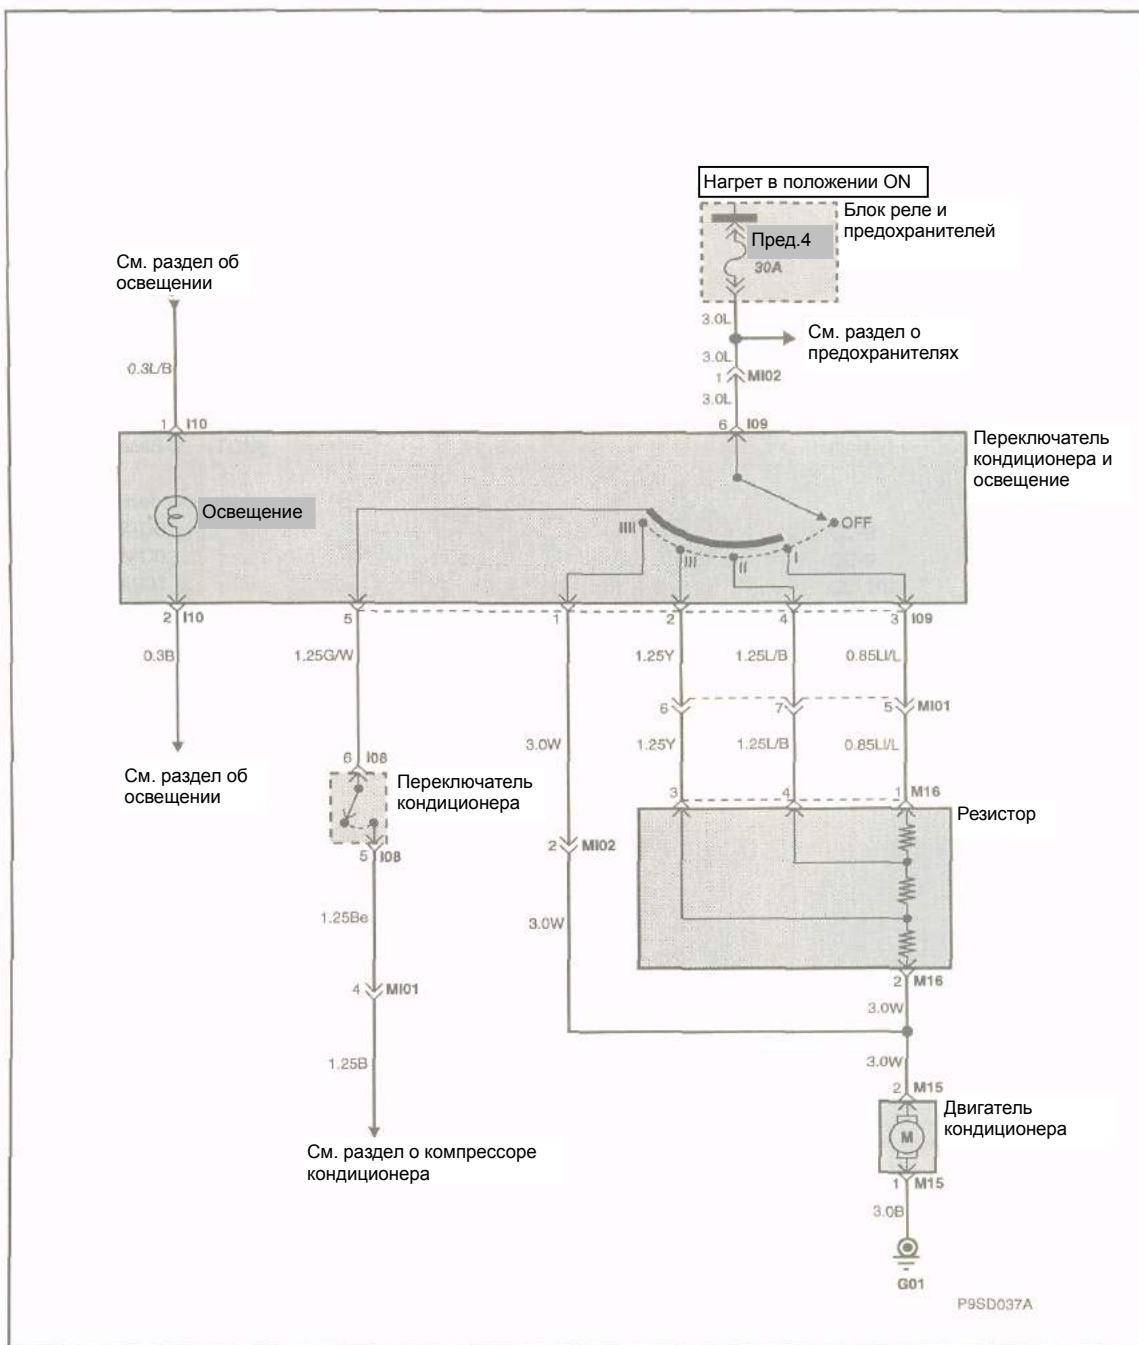 Нагрет в положении ON
Блок реле и
предохранителей
Пред.4
30A
См. раздел об
освещении
3.0L
См. раздел о
предохранителях
3.0L
0.3L/B
1 MI02
3.0L
1 I10
6 I09
Переключатель
кондиционера и
освещение
Освещение
OFF
IIII
III
II
I
2 I10
5
1
2
4
3 I09
0.3B
1.25G/W
1.25Y
1.25L/B
0.85LI/L
6
7
5 MI01
3.0W
1.25Y
1.25L/B
0.85LI/L
6 I08
См. раздел об
освещении
Переключатель
кондиционера
3
4
1 M16
Резистор
2 MI02
5 I08
1.25Be
3.0W
2 M16
4 MI01
3.0W
1.25B
3.0W
2 M15
Двигатель
кондиционера
M
См. раздел о компрессоре
кондиционера
1 M15
3.0B
G01
P9SD037A